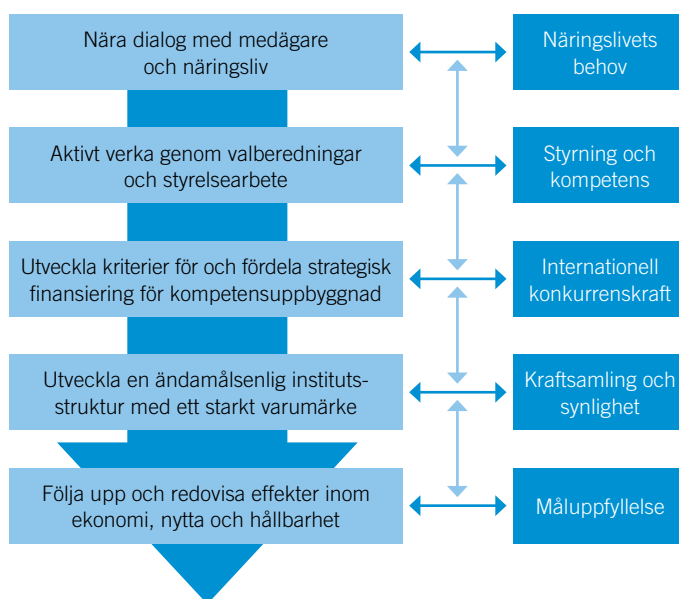 Nära dialog med medägare
och näringsliv
Näringslivets
behov
Aktivt verka genom valberedningar
och styrelsearbete
Styrning och
kompetens
Utveckla kriterier för och fördela strategisk
finansiering för kompetensuppbyggnad
Internationell
konkurrenskraft
Utveckla en ändamålsenlig instituts-
struktur med ett starkt varumärke
Kraftsamling och
synlighet
Följa upp och redovisa effekter inom
ekonomi, nytta och hållbarhet
Måluppfyllelse